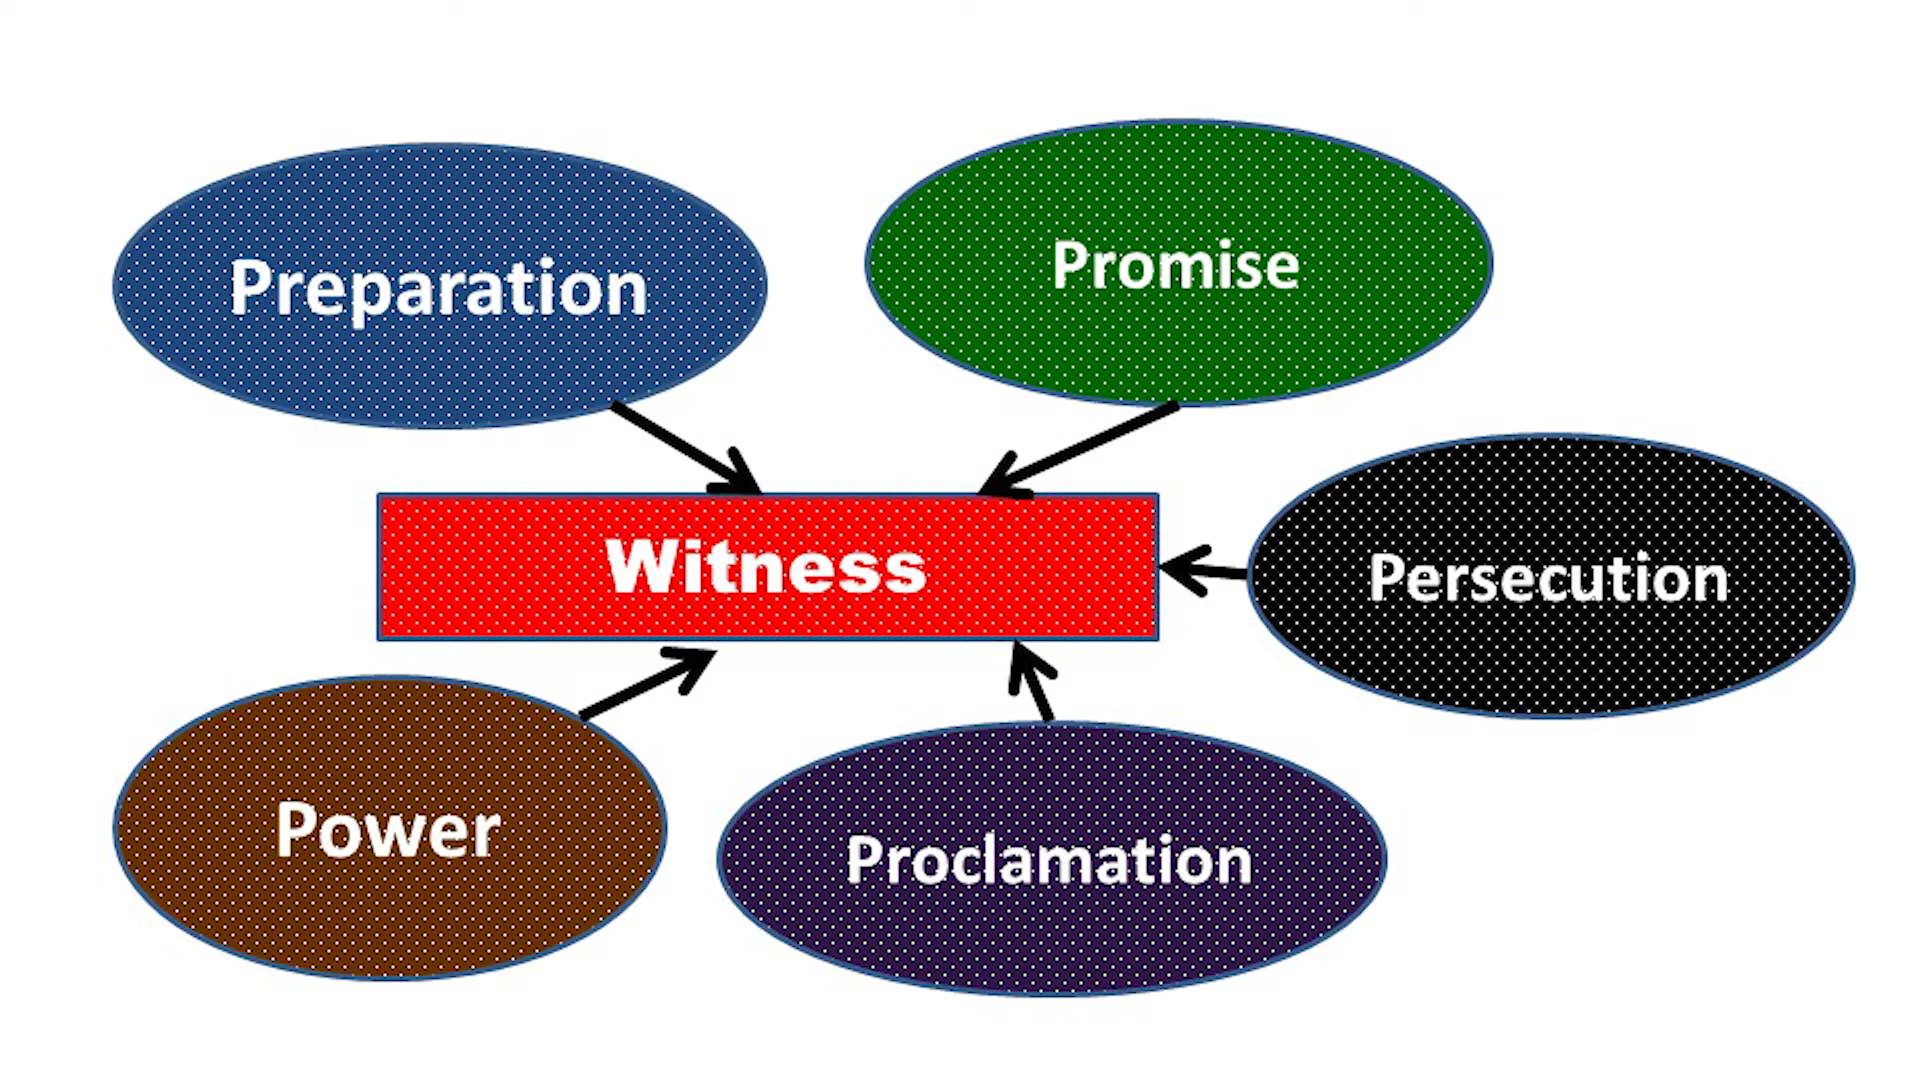 Preparation
Promise
Witness
Persecution
Power
Proclamation